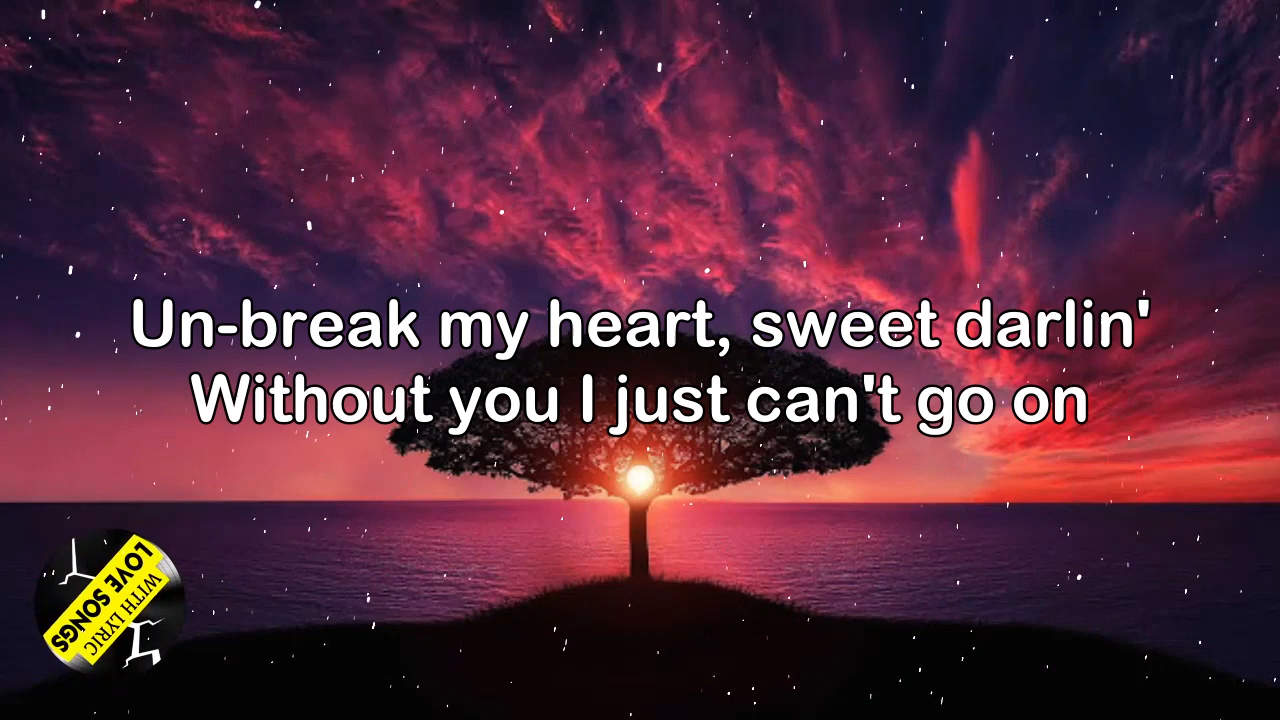 Un-break my heart, sweet darlin'
Without you I just can't go on
LOVE SONGS
WITH LYRIC